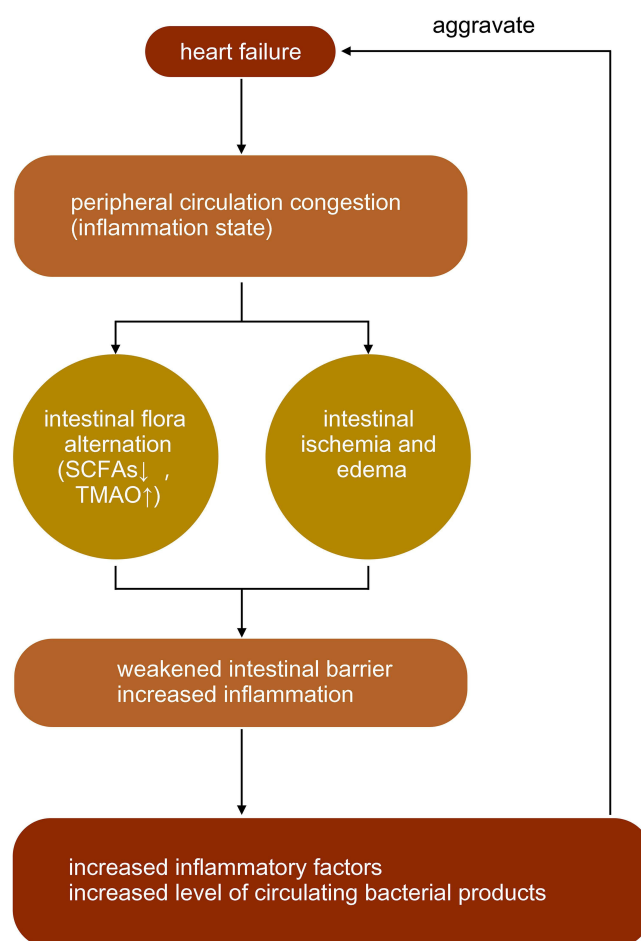 aggravate
heart failure
peripheral circulation congestion
(inflammation state)
intestinal flora
alternation
(SCFAs↓ ,
TMAO↑)
intestinal
ischemia and
edema
weakened intestinal barrier
increased inflammation
increased inflammatory factors
increased level of circulating bacterial products